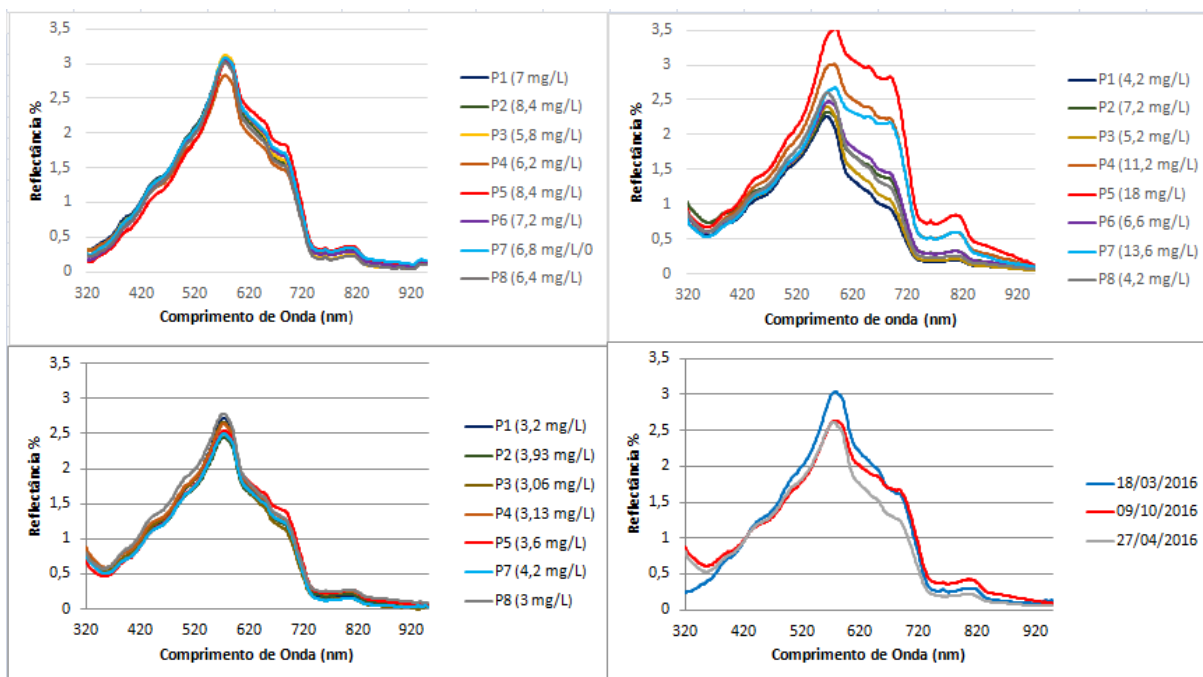 3,5
3
2,5
2
1,5
1
0,5
0
Reflectância %
320 420 520 620 720 820 920
Comprimento de Onda (nm)
P1 (7 mg/L)
P2 (8,4 mg/L)
P3 (5,8 mg/L)
P4 (6,2 mg/L)
P5 (8,4 mg/L)
P6 (7,2 mg/L)
P7 (6,8 mg/L/0
P8 (6,4 mg/L)
3,5
3
2,5
2
1,5
1
0,5
0
Reflectância %
320 420 520 620 720 820 920
Comprimento de onda (nm)
P1 (4,2 mg/L)
P2 (7,2 mg/L)
P3 (5,2 mg/L)
P4 (11,2 mg/L)
P5 (18 mg/L)
P6 (6,6 mg/L)
P7 (13,6 mg/L)
P8 (4,2 mg/L)
3,5
3
2,5
2
1,5
1
0,5
0
Reflectância %
320 420 520 620 720 820 920
Comprimento de Onda (nm)
P1 (3,2 mg/L)
P2 (3,93 mg/L)
P3 (3,06 mg/L)
P4 (3,13 mg/L)
P5 (3,6 mg/L)
P7 (4,2 mg/L)
P8 (3 mg/L)
3,5
3
2,5
2
1,5
1
0,5
0
Reflectância %
320 420 520 620 720 820 920
Comprimento de Onda (nm)
18/03/2016
09/10/2016
27/04/2016